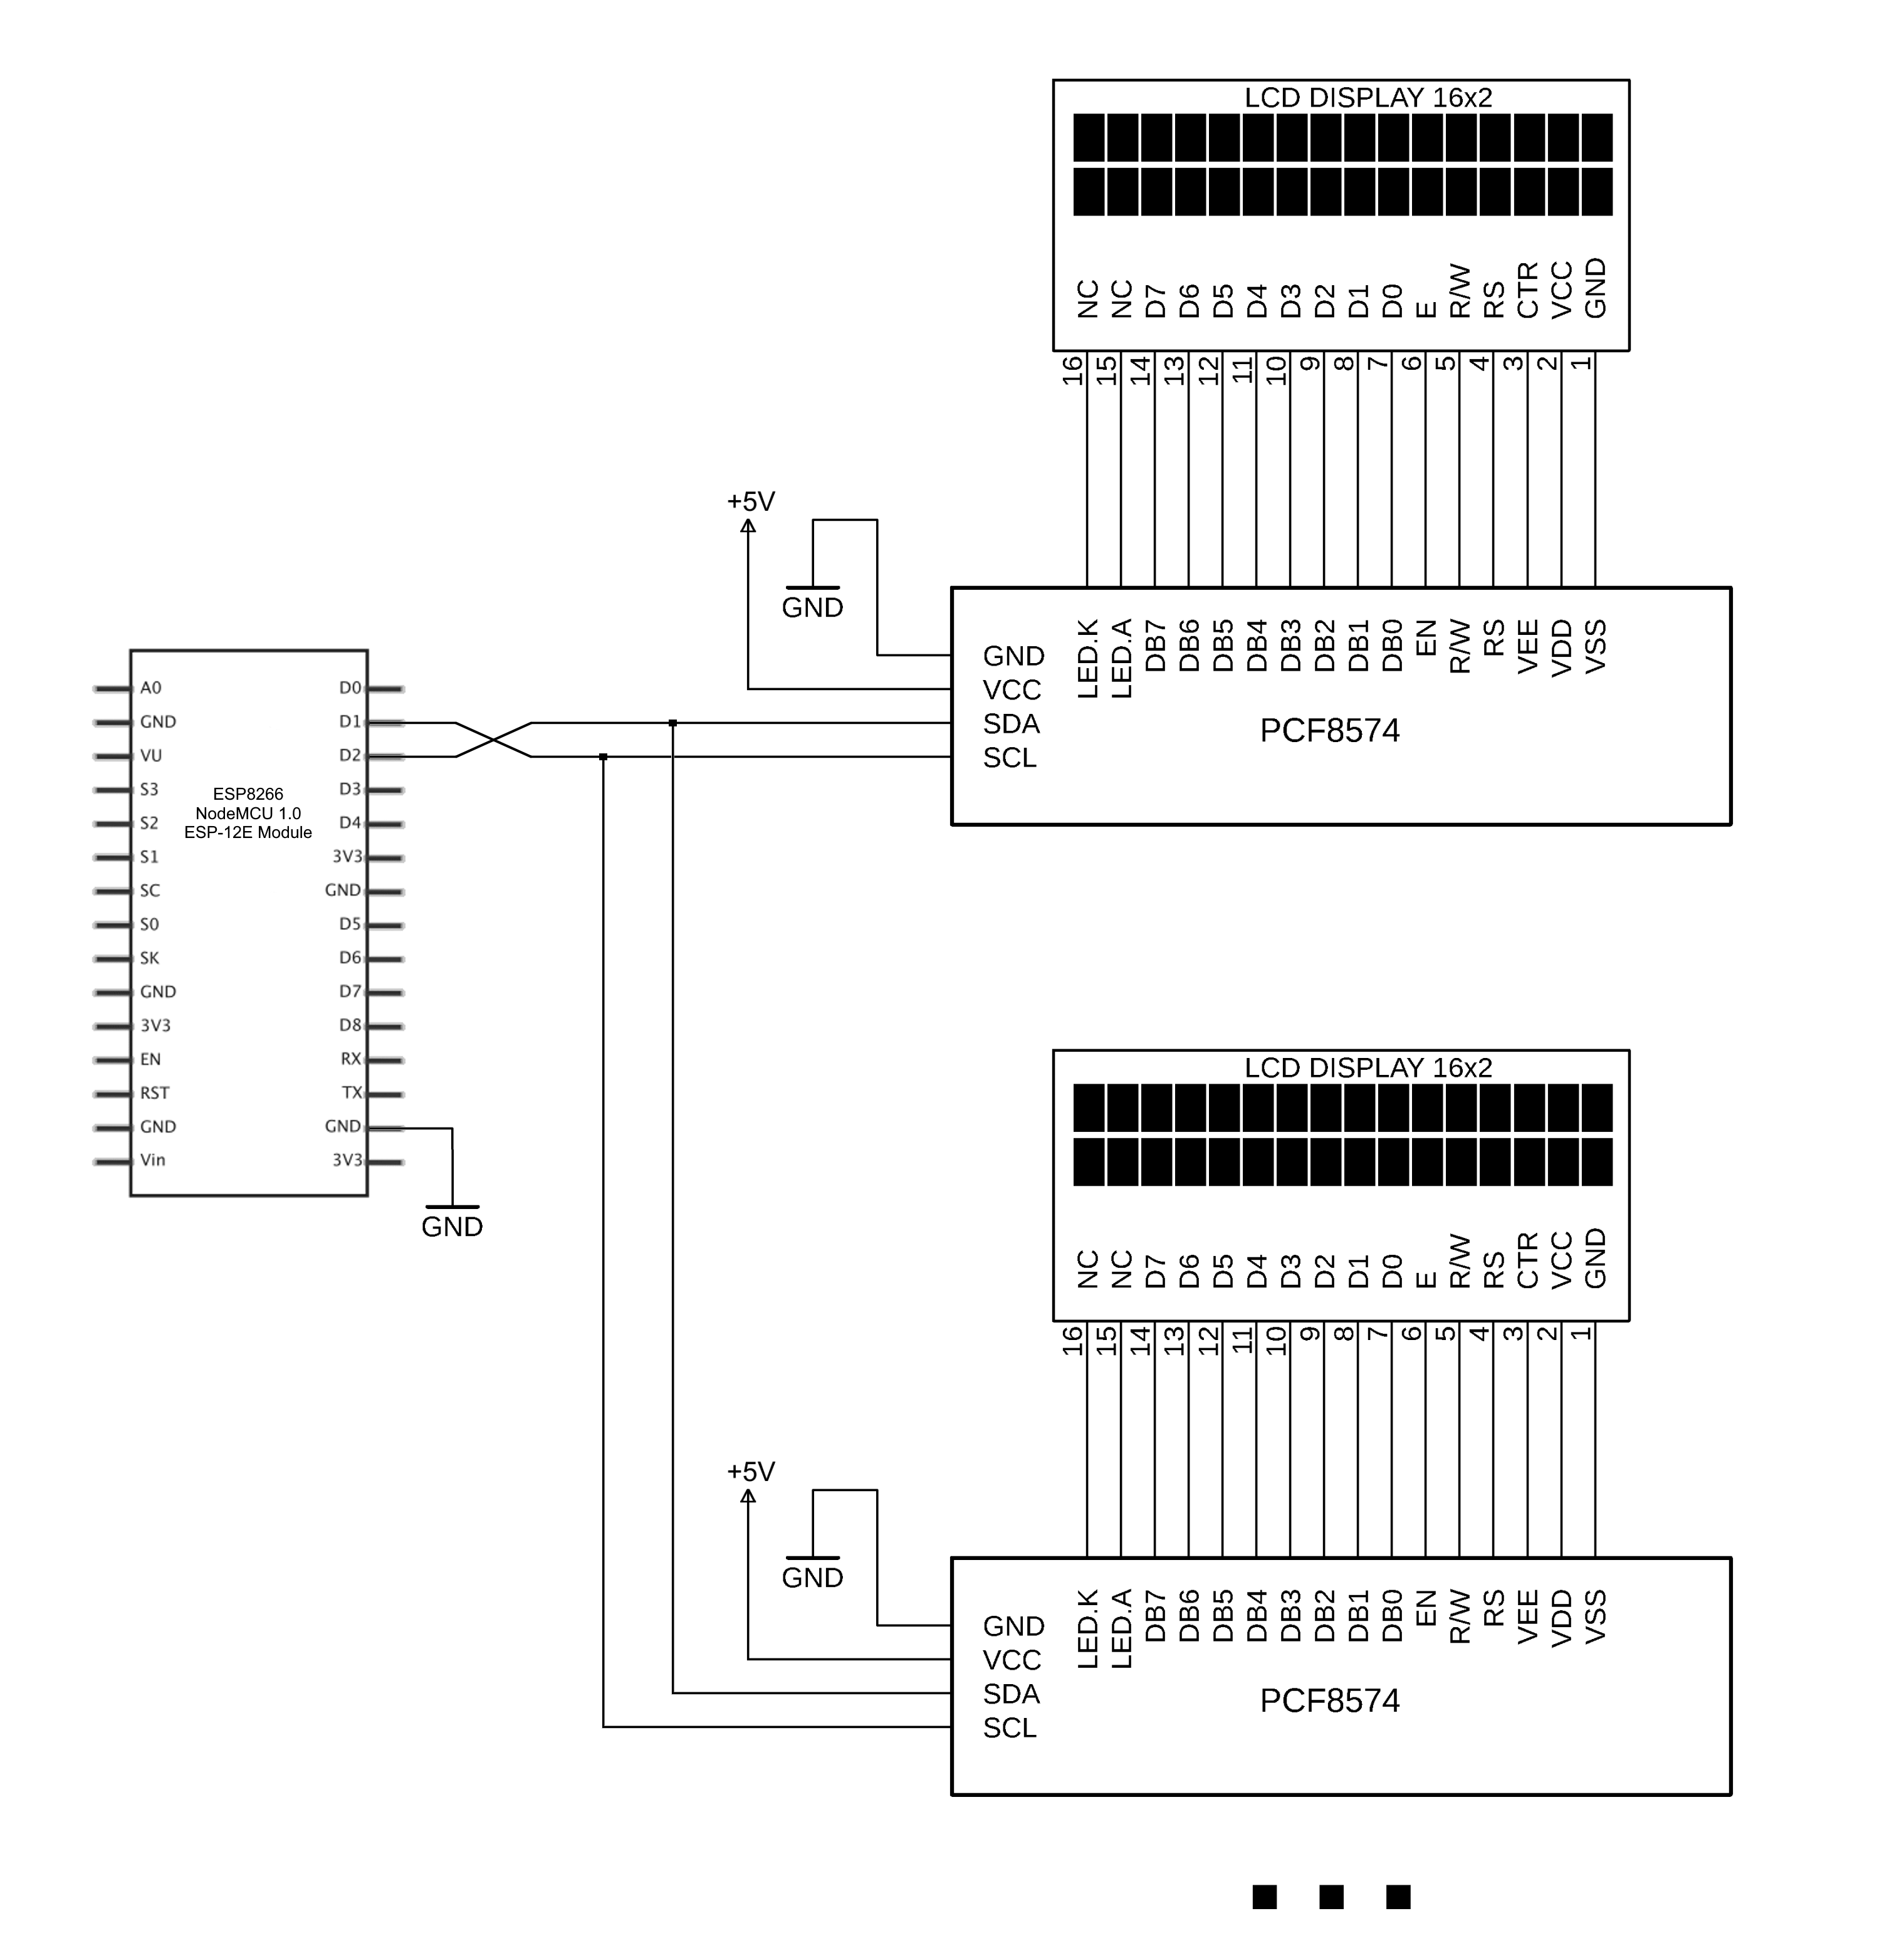 LCD DISPLAY 16x2
NC NC D7 D6 D5 D4 D3 D2 D1 D0 E R/W RS CTR VCC GND
16 15 14 13 12 11 10 9 8 7 6 5 4 3 2 1
+5V
GND
LED.K LED.A DB7 DB6 DB5 DB4 DB3 DB2 DB1 DB0 EN R/W RS VEE VDD VSS
GND
VCC
SDA
SCL
PCF8574
A0 D0
GND D1
VU D2
S3 D3
S2 D4
S1 3V3
SC GND
S0 D5
SK D6
GND D7
3V3 D8
EN RX
RST TX
GND GND
Vin 3V3
ESP8266
NodeMCU 1.0
ESP-12E Module
GND
LCD DISPLAY 16x2
NC NC D7 D6 D5 D4 D3 D2 D1 D0 E R/W RS CTR VCC GND
16 15 14 13 12 11 10 9 8 7 6 5 4 3 2 1
+5V
GND
LED.K LED.A DB7 DB6 DB5 DB4 DB3 DB2 DB1 DB0 EN R/W RS VEE VDD VSS
GND
VCC
SDA
SCL
PCF8574